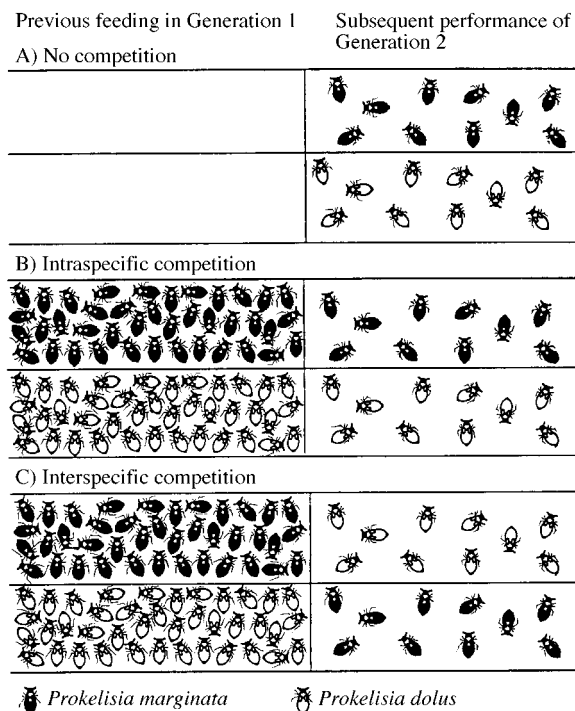 Previous feeding in Generation 1
Subsequent performance of
Generation 2
A) No competition
B) Intraspecific competition
C) Interspecific competition
Prokelisia marginata
Prokelisia dolus